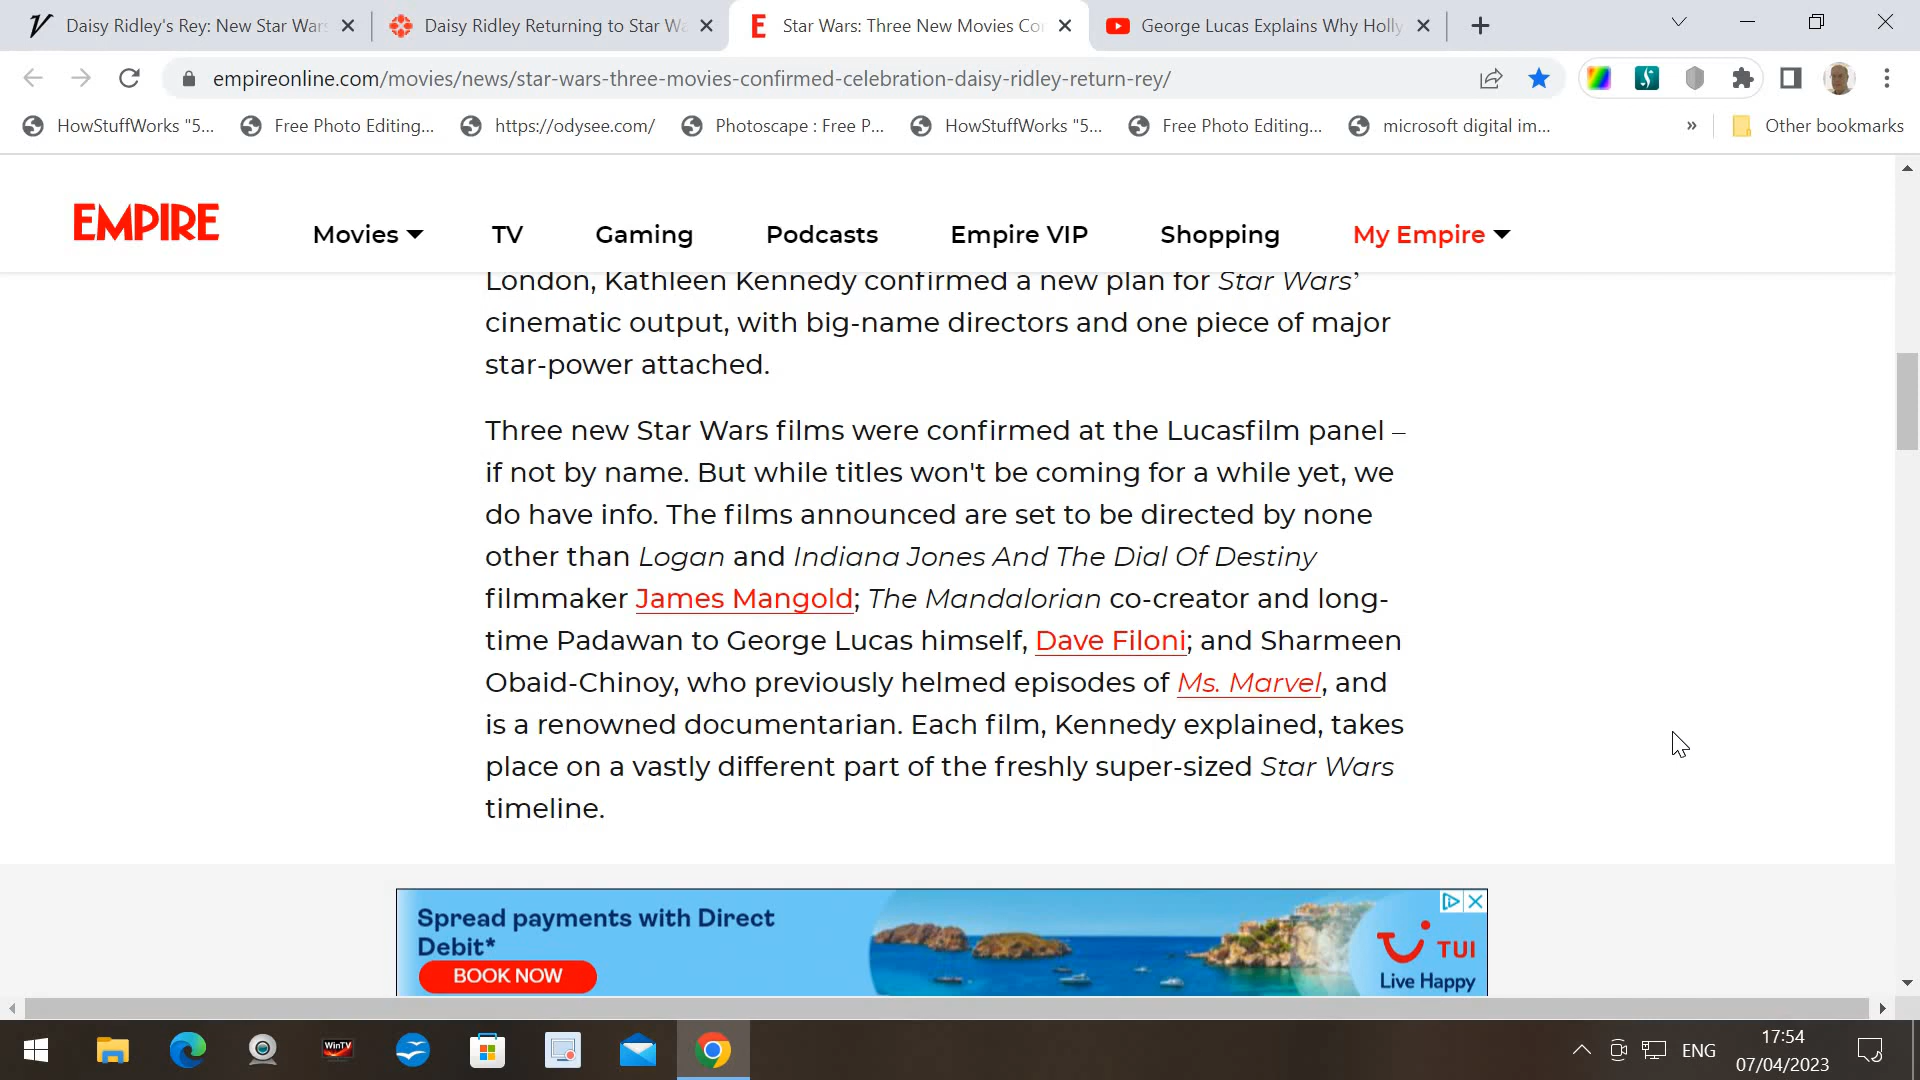 Daisy Ridley's Rey: New Star Wars
Daisy Ridley Returning to Star Wa
Star Wars: Three New Movies Co
George Lucas Explains Why Holly
empireonline.com/movies/news/star-wars-three-movies-confirmed-celebration-daisy-ridley-return-rey/
HowStuffWorks "5...
Free Photo Editing...
https://odysee.com/
Photoscape : Free P...
HowStuffWorks "5...
Free Photo Editing...
microsoft digital im...
»
Other bookmarks
EMPIRE
Movies
TV
Gaming
Podcasts
Empire VIP
Shopping
My Empire
London, Kathleen Kennedy confirmed a new plan for Star Wars’
cinematic output, with big-name directors and one piece of major
star-power attached.
Three new Star Wars films were confirmed at the Lucasfilm panel –
if not by name. But while titles won't be coming for a while yet, we
do have info. The films announced are set to be directed by none
other than Logan and Indiana Jones And The Dial Of Destiny
filmmaker James Mangold; The Mandalorian co-creator and long-
time Padawan to George Lucas himself, Dave Filoni; and Sharmeen
Obaid-Chinoy, who previously helmed episodes of Ms. Marvel, and
is a renowned documentarian. Each film, Kennedy explained, takes
place on a vastly different part of the freshly super-sized Star Wars
timeline.
Spread payments with Direct
Debit*
BOOK NOW
TUI
Live Happy
WinTV
ENG
17:54
07/04/2023